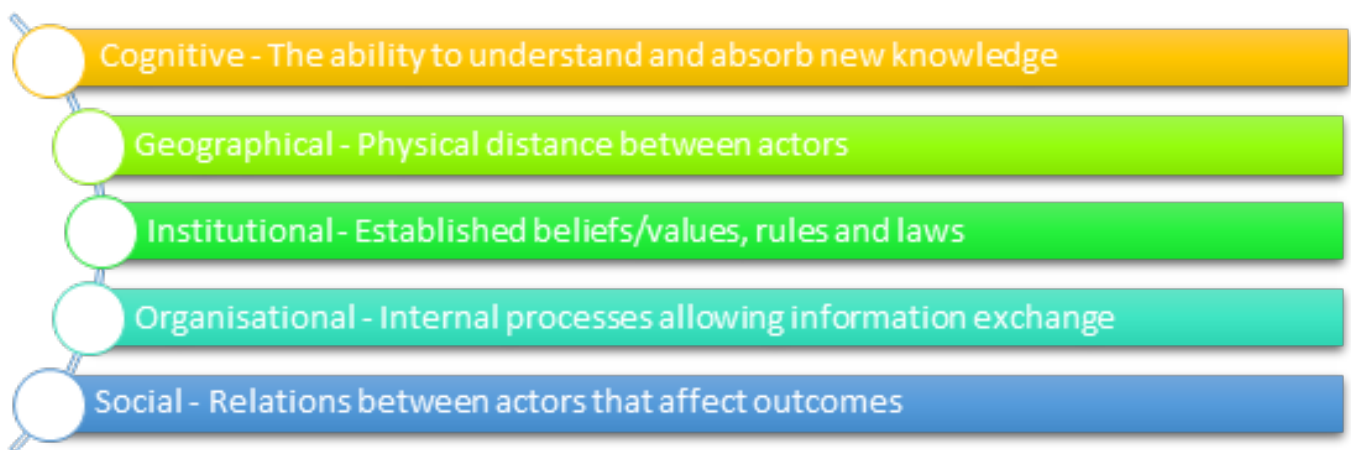 Cognitive - The ability to understand and absorb new knowledge
Geographical - Physical distance between actors
Institutional - Established beliefs/values, rules and laws
Organisational - Internal processes allowing information exchange
Social - Relations between actors that affect outcomes